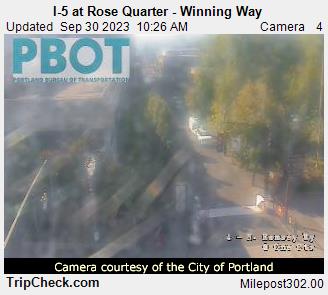 I-5 at Rose Quarter - Winning Way
Updated Sep 30 2023 10:26 AM Camera 4
PBOT
PORTLAND BUREAU OF TRANSPORTATION
Camera courtesy of the City of Portland
TripCheck.com Milepost302.00